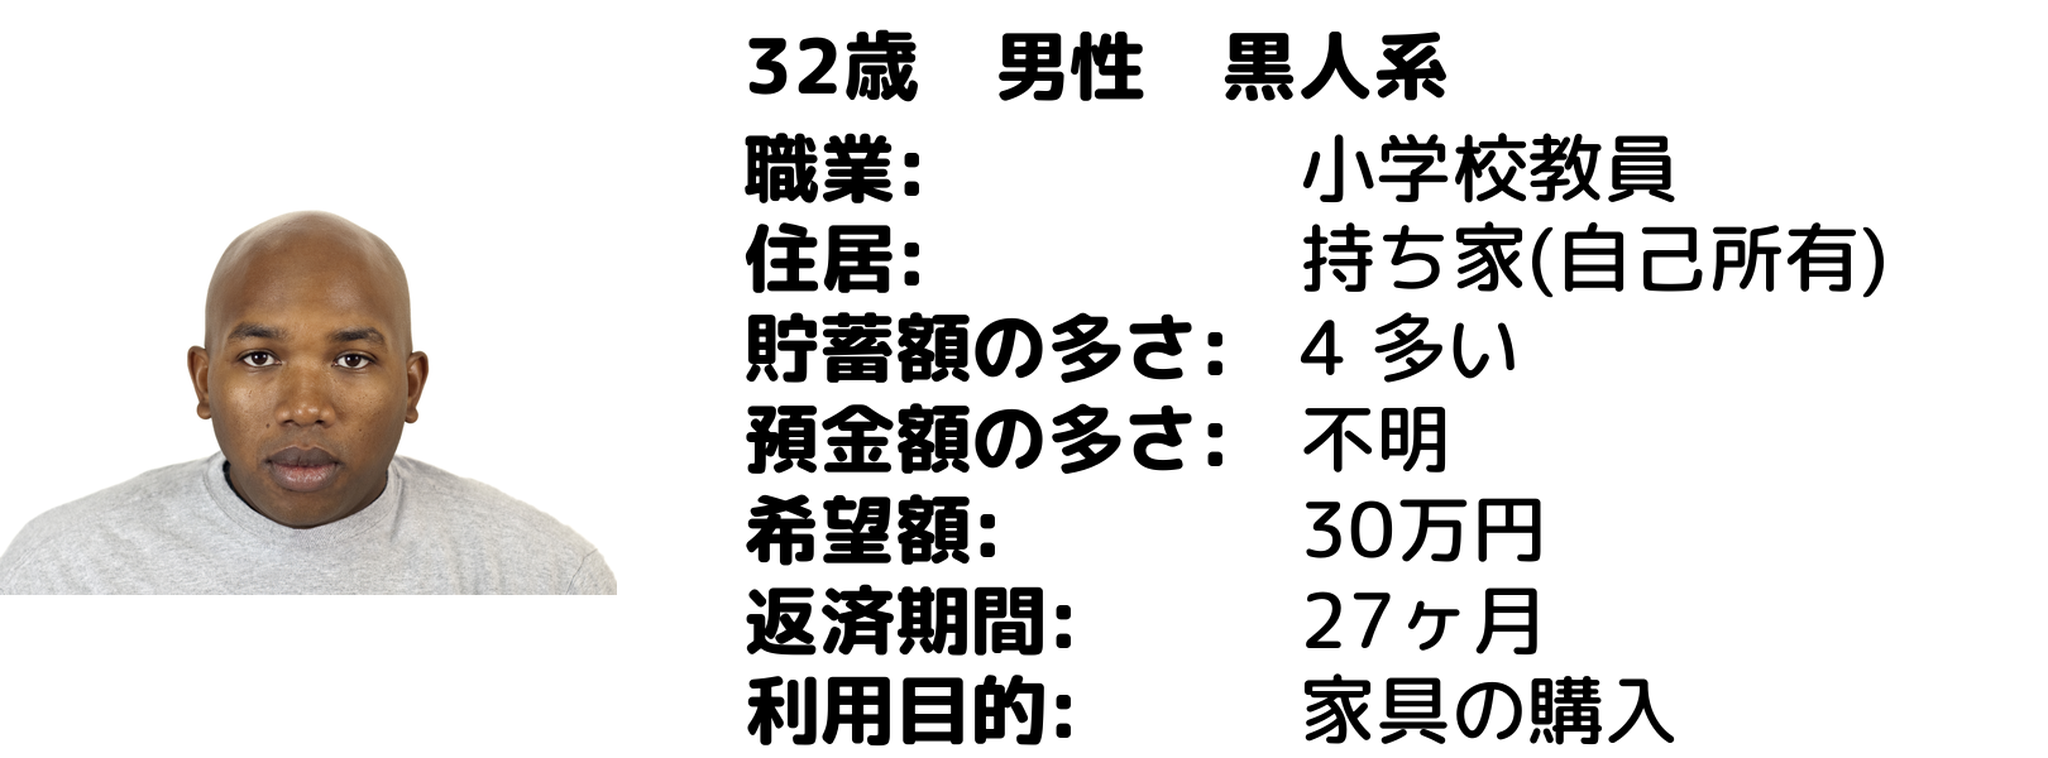 32歳　男性　黒人系
職業: 小学校教員
住居: 持ち家(自己所有)
貯蓄額の多さ: 4 多い
預金額の多さ: 不明
希望額: 30万円
返済期間: 27ヶ月
利用目的: 家具の購入